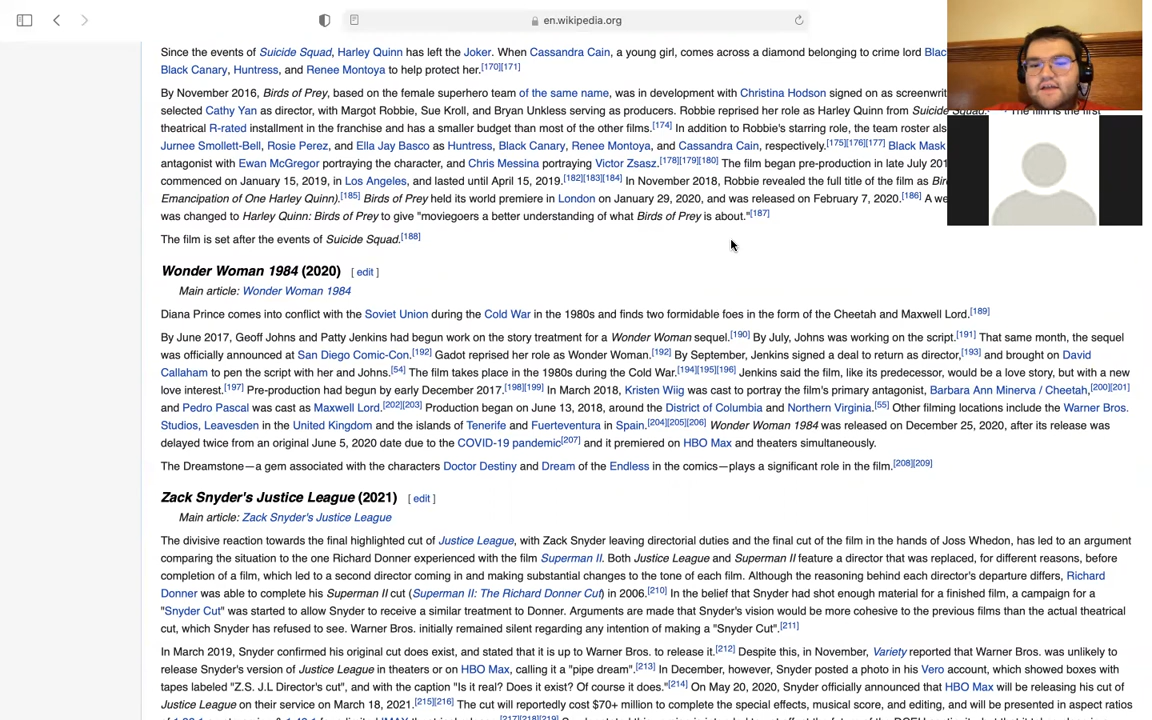 en.wikipedia.org
Since the events of Suicide Squad, Harley Quinn has left the Joker. When Cassandra Cain, a young girl, comes across a diamond belonging to crime lord
Black Canary, Huntress, and Renee Montoya to help protect her.[170][171]
By November 2016, Birds of Prey, based on the female superhero team of the same name, was in development with Christina Hodson signed on as
selected Cathy Yan as director, with Margot Robbie, Sue Kroll, and Bryan Unkless serving as producers. Robbie reprised her role as Harley Quinn from The film is the first
theatrical R-rated installment in the franchise and has a smaller budget than most of the other films.[174] In addition to Robbie's starring role, the team roster
Jurnee Smollett-Bell, Rosie Perez, and Ella Jay Basco as Huntress, Black Canary, Renee Montoya, and Cassandra Cain, respectively.[175][176][177] Black Mask
antagonist with Ewan McGregor portraying the character, and Chris Messina portraying Victor Zsasz.[178][179][180] The film began pre-production in late July
commenced on January 15, 2019, in Los Angeles, and lasted until April 15, 2019.[182][183][184] In November 2018, Robbie revealed the full title of the film as
Emancipation of One Harley Quinn).[185] Birds of Prey held its world premiere in London on January 29, 2020, and was released on February 7, 2020.[186] A
was changed to Harley Quinn: Birds of Prey to give "moviegoers a better understanding of what Birds of Prey is about."[187]
The film is set after the events of Suicide Squad.[188]
Wonder Woman 1984 (2020) [ edit ]
Main article: Wonder Woman 1984
Diana Prince comes into conflict with the Soviet Union during the Cold War in the 1980s and finds two formidable foes in the form of the Cheetah and Maxwell Lord.[189]
By June 2017, Geoff Johns and Patty Jenkins had begun work on the story treatment for a Wonder Woman sequel.[190] By July, Johns was working on the script.[191] That same month, the sequel
was officially announced at San Diego Comic-Con.[192] Gadot reprised her role as Wonder Woman.[192] By September, Jenkins signed a deal to return as director,[193] and brought on David
Callaham to pen the script with her and Johns.[54] The film takes place in the 1980s during the Cold War.[194][195][196] Jenkins said the film, like its predecessor, would be a love story, but with a new
love interest.[197] Pre-production had begun by early December 2017.[198][199] In March 2018, Kristen Wiig was cast to portray the film's primary antagonist, Barbara Ann Minerva / Cheetah,[200][201]
and Pedro Pascal was cast as Maxwell Lord.[202][203] Production began on June 13, 2018, around the District of Columbia and Northern Virginia.[55] Other filming locations include the Warner Bros.
Studios, Leavesden in the United Kingdom and the islands of Tenerife and Fuerteventura in Spain.[204][205][206] Wonder Woman 1984 was released on December 25, 2020, after its release was
delayed twice from an original June 5, 2020 date due to the COVID-19 pandemic[207] and it premiered on HBO Max and theaters simultaneously.
The Dreamstone—a gem associated with the characters Doctor Destiny and Dream of the Endless in the comics—plays a significant role in the film.[208][209]
Zack Snyder's Justice League (2021) [ edit ]
Main article: Zack Snyder's Justice League
The divisive reaction towards the final highlighted cut of Justice League, with Zack Snyder leaving directorial duties and the final cut of the film in the hands of Joss Whedon, has led to an argument
comparing the situation to the one Richard Donner experienced with the film Superman II. Both Justice League and Superman II feature a director that was replaced, for different reasons, before
completion of a film, which led to a second director coming in and making substantial changes to the tone of each film. Although the reasoning behind each director's departure differs, Richard
Donner was able to complete his Superman II cut (Superman II: The Richard Donner Cut) in 2006.[210] In the belief that Snyder had shot enough material for a finished film, a campaign for a
"Snyder Cut" was started to allow Snyder to receive a similar treatment to Donner. Arguments are made that Snyder's vision would be more cohesive to the previous films than the actual theatrical
cut, which Snyder has refused to see. Warner Bros. initially remained silent regarding any intention of making a "Snyder Cut".[211]
In March 2019, Snyder confirmed his original cut does exist, and stated that it is up to Warner Bros. to release it.[212] Despite this, in November, Variety reported that Warner Bros. was unlikely to
release Snyder's version of Justice League in theaters or on HBO Max, calling it a "pipe dream".[213] In December, however, Snyder posted a photo in his Vero account, which showed boxes with
tapes labeled "Z.S. J.L Director's cut", and with the caption "Is it real? Does it exist? Of course it does."[214] On May 20, 2020, Snyder officially announced that HBO Max will be releasing his cut of
Justice League on their service on March 18, 2021.[215][216] The cut will reportedly cost $70+ million to complete the special effects, musical score, and editing, and will be presented in aspect ratios